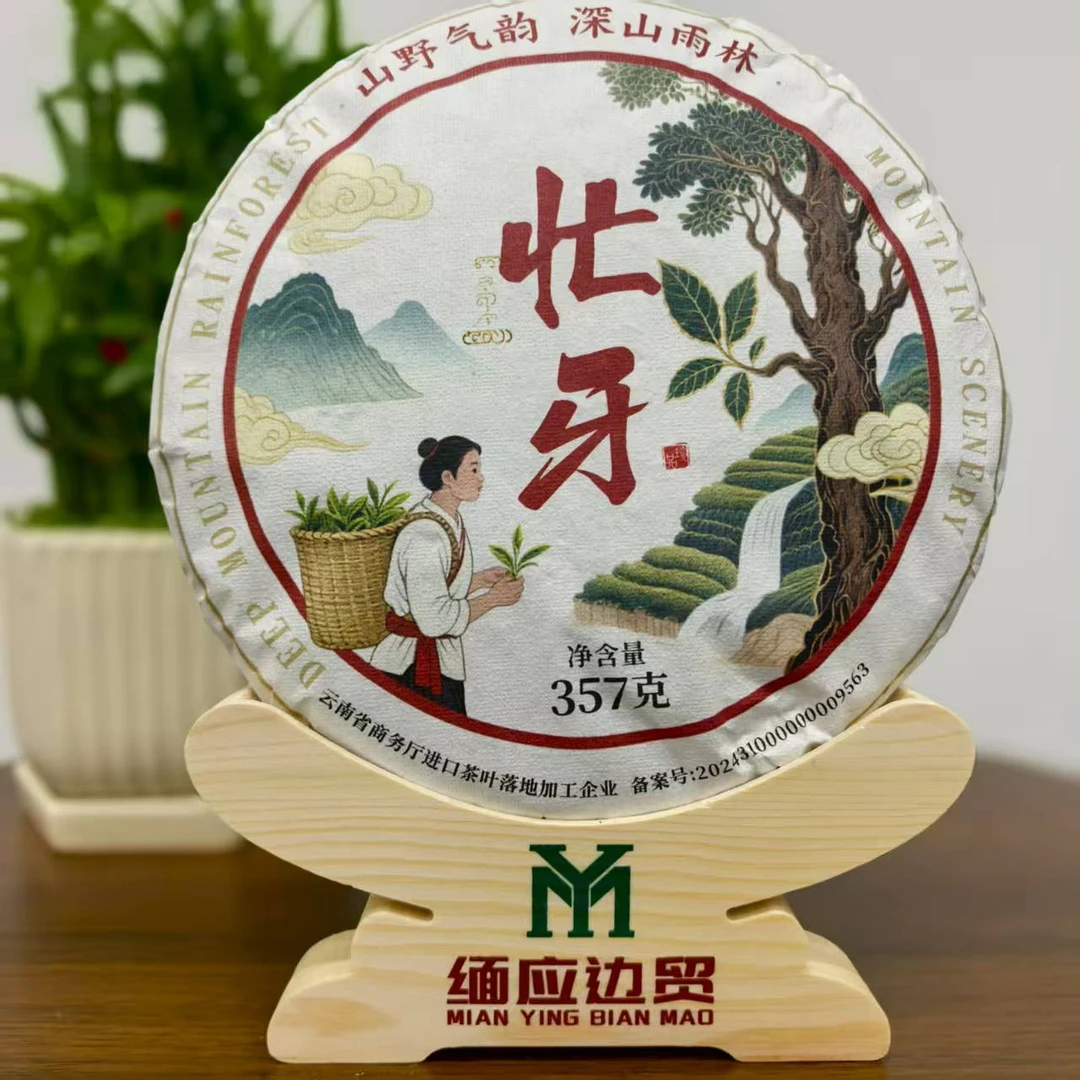 山野气韵 深山雨林
DEEP MOUNTAIN RAINFOREST
MOUNTAIN SCENERY
忙牙
净含量
357克
云南省商务厅进口茶叶落地加工企业 备案号:202431000000009563
YM
缅应边贸
MIAN YING BIAN MAO